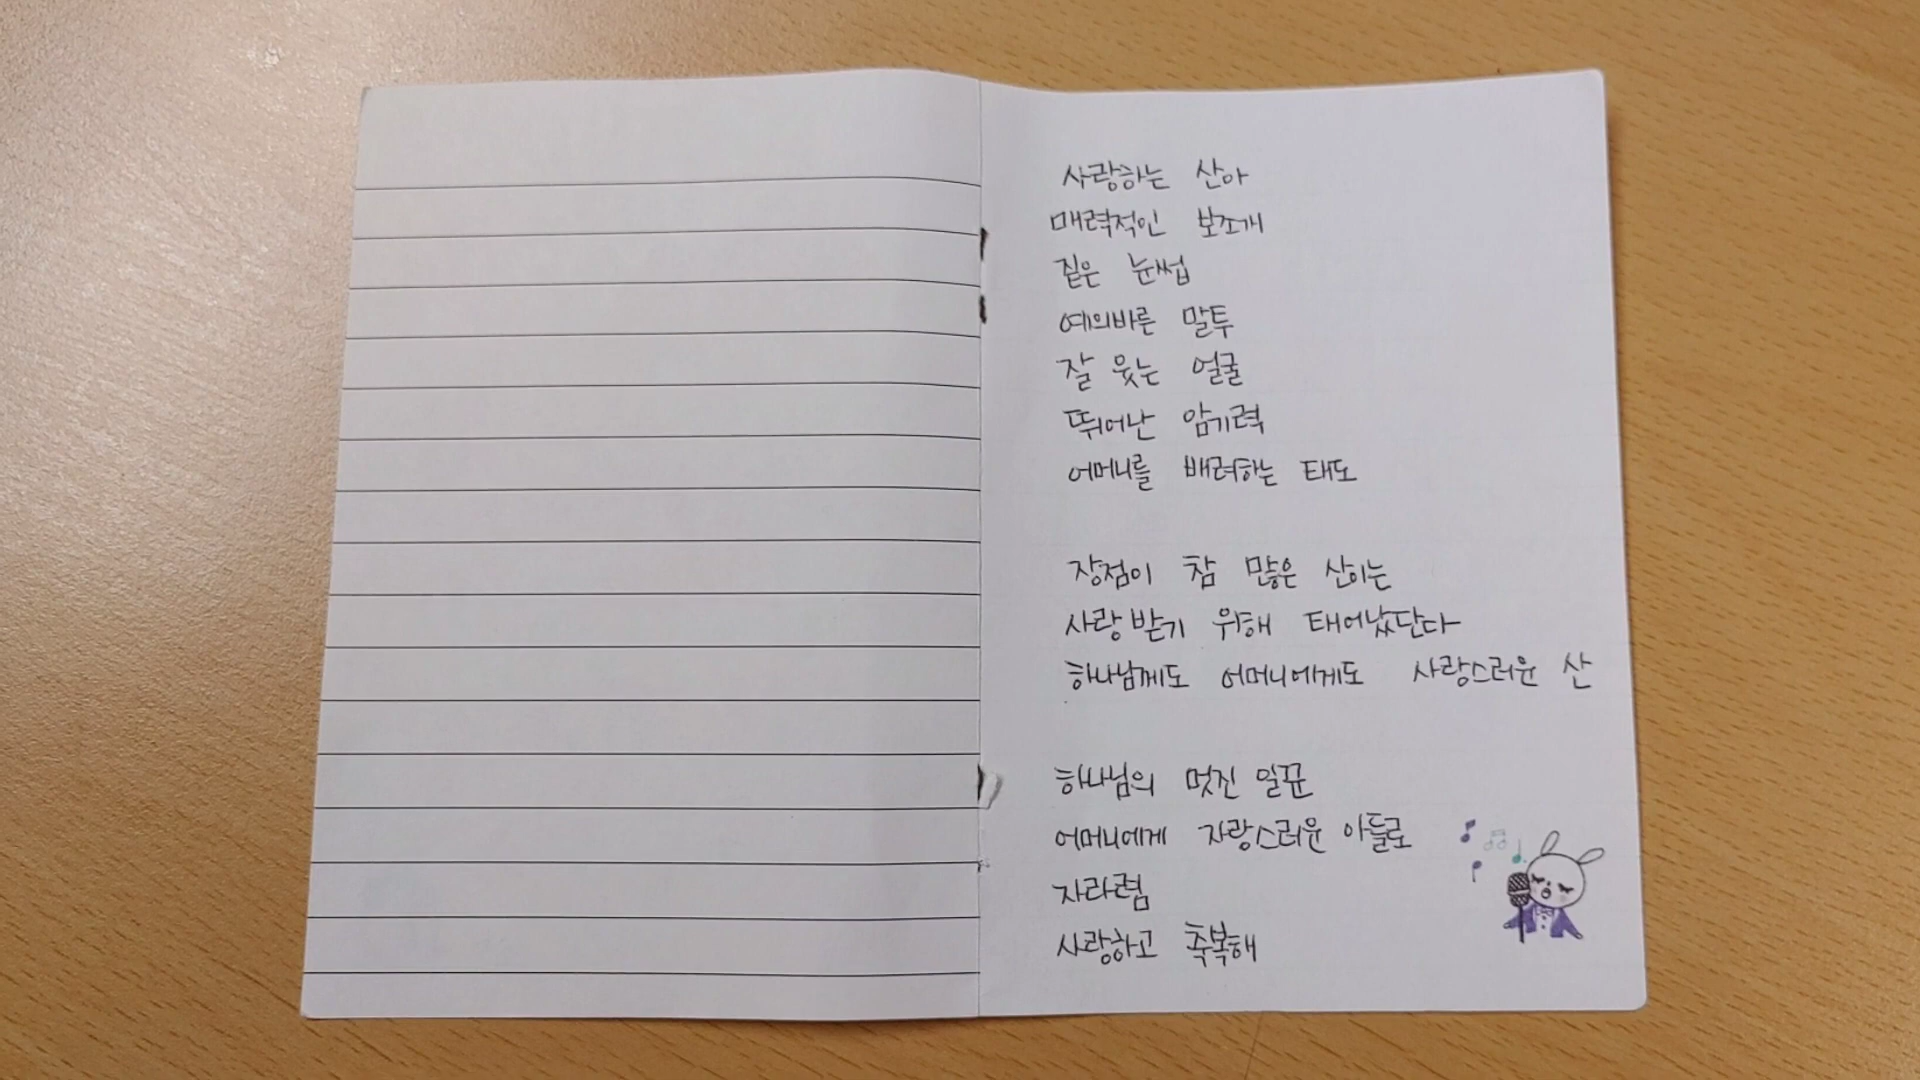 사랑하는 산아
매력적인 보조개
짙은 눈썹
예의바른 말투
잘 웃는 얼굴
뛰어난 암기력
어머니를 배려하는 태도
장점이 참 많은 산이는
사랑받기 위해 태어났단다
하나님께도 어머니에게도 사랑스러운 산
하나님의 멋진 일꾼
어머니에게 자랑스러운 아들로
자라렴
사랑하고 축복해